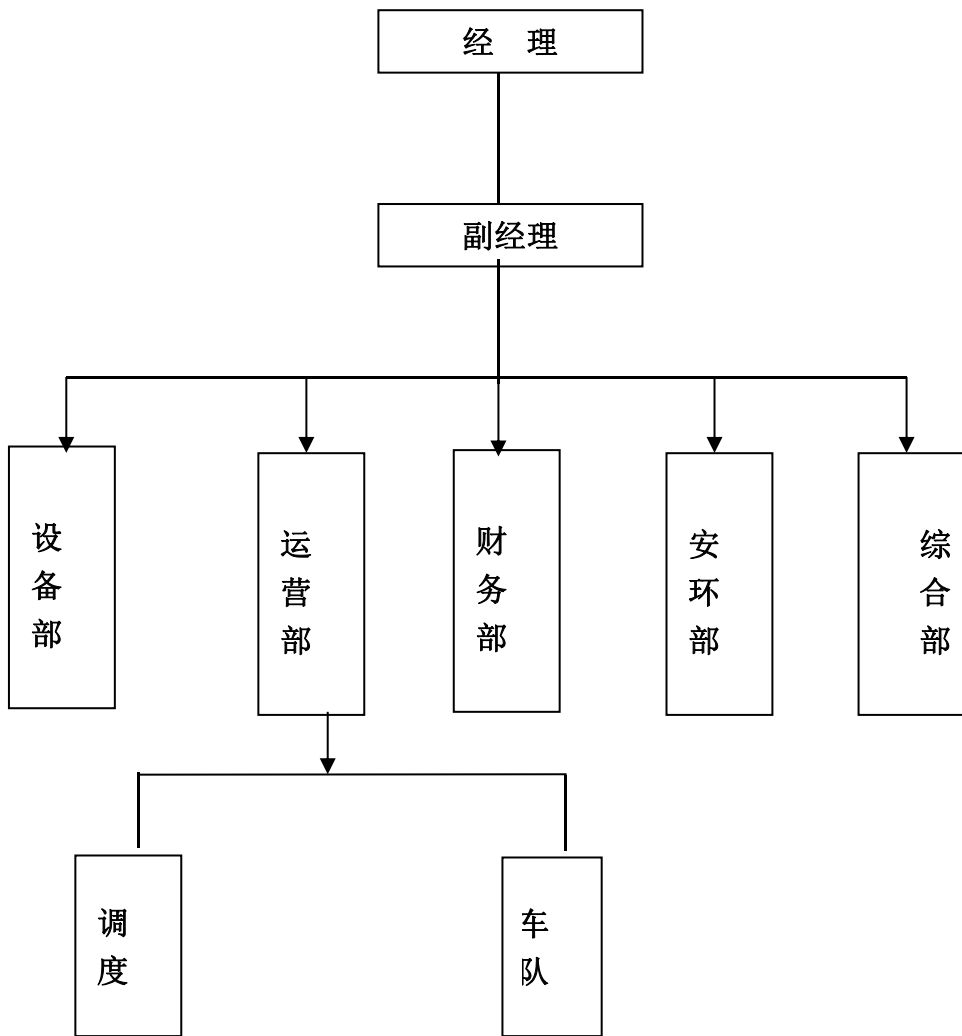 经 理
副经理
设备部
运营部
财务部
安环部
综合部
调度
车队